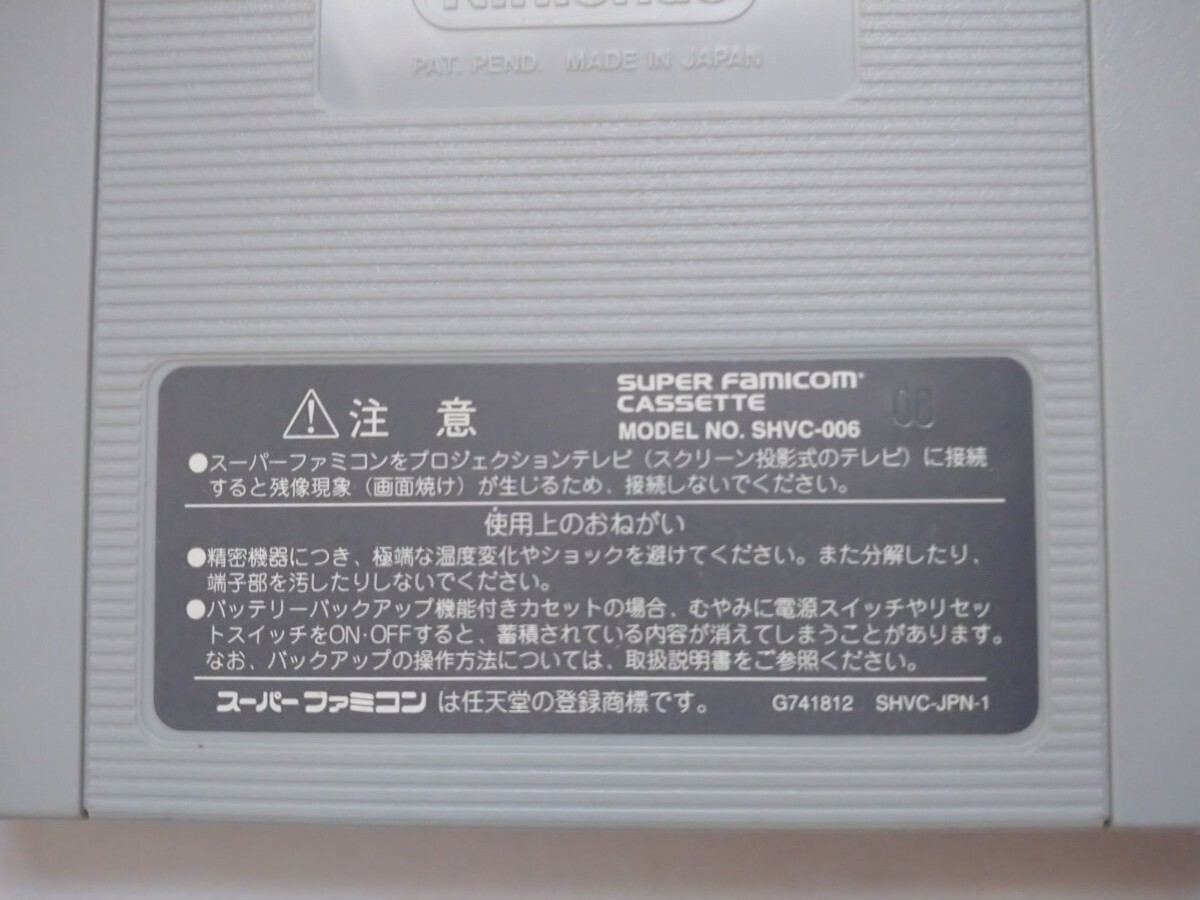 Nintendo
PAT. PEND. MADE IN JAPAN
注 意
SUPER FAMICOM
CASSETTE
MODEL NO. SHVC-006
06
●スーパーファミコンをプロジェクションテレビ（スクリーン投影式のテレビ）に接続
すると残像現象（画面焼け）が生じるため、接続しないでください。
使用上のおねがい
●精密機器につき、極端な温度変化やショックを避けてください。また分解したり、
端子部を汚したりしないでください。
●バッテリーバックアップ機能付きカセットの場合、むやみに電源スイッチやリセッ
トスイッチをON·OFFすると、蓄積されている内容が消えてしまうことがあります。
なお、バックアップの操作方法については、取扱説明書をご参照ください。
スーパーファミコン は任天堂の登録商標です。 G741812 SHVC-JPN-1